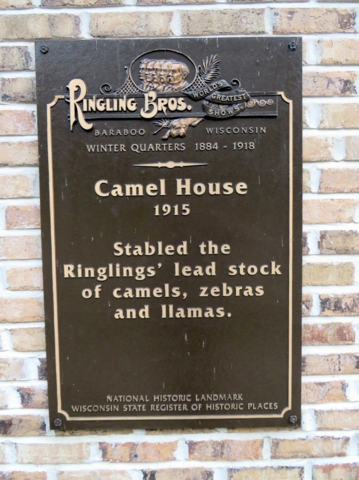 RINGLING BROS.
WORLD'S
GREATEST
SHOWS
BARABOO WISCONSIN
WINTER QUARTERS 1884 - 1918
Camel House
1915
Stabled the
Ringlings' lead stock
of camels, zebras
and llamas.
NATIONAL HISTORIC LANDMARK
WISCONSIN STATE REGISTER OF HISTORIC PLACES